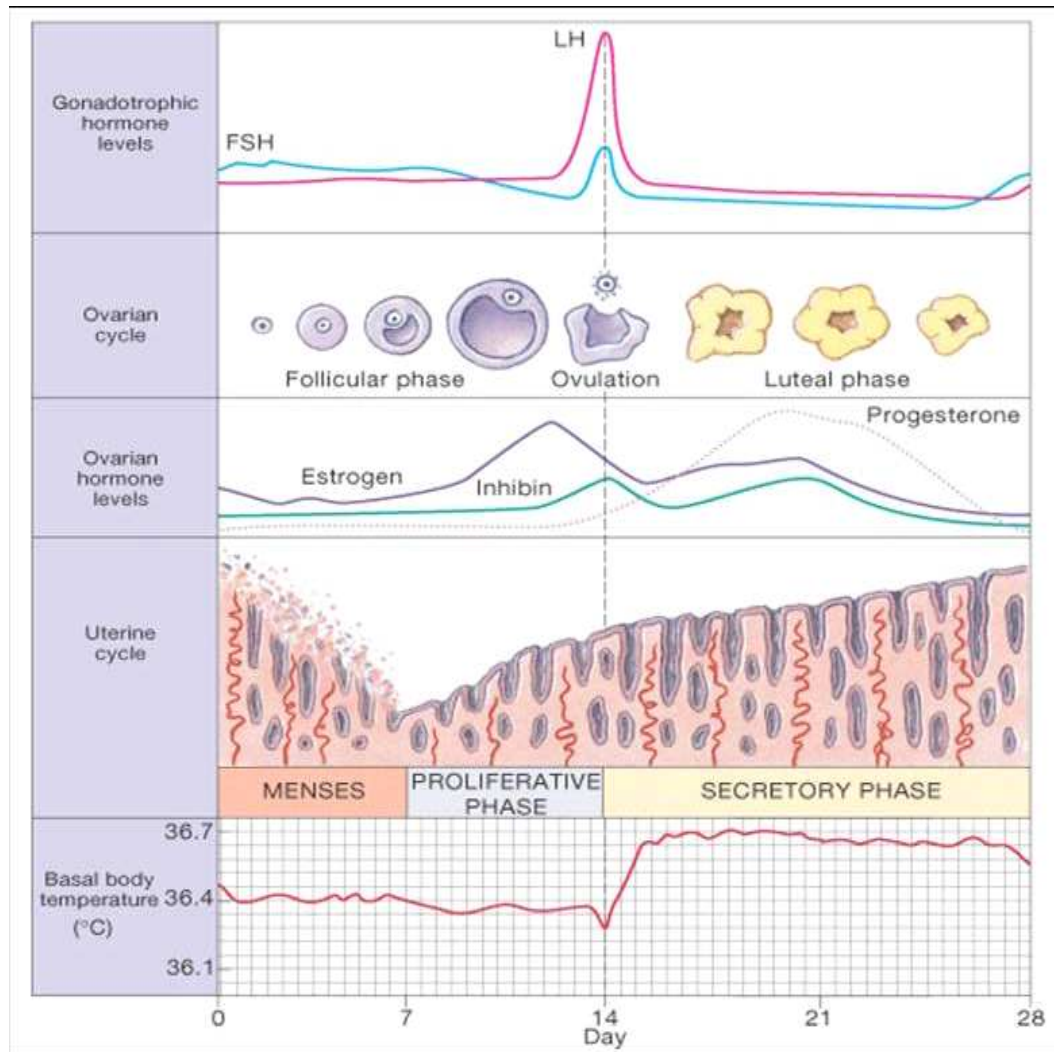 Gonadotrophic
hormone
levels
LH
FSH
Ovarian
cycle
Follicular phase
Ovulation
Luteal phase
Ovarian
hormone
levels
Progesterone
Estrogen
Inhibin
Uterine
cycle
MENSES
PROLIFERATIVE
PHASE
SECRETORY PHASE
Basal body
temperature
(°C)
36.7
36.4
36.1
0 7 14 21 28
Day